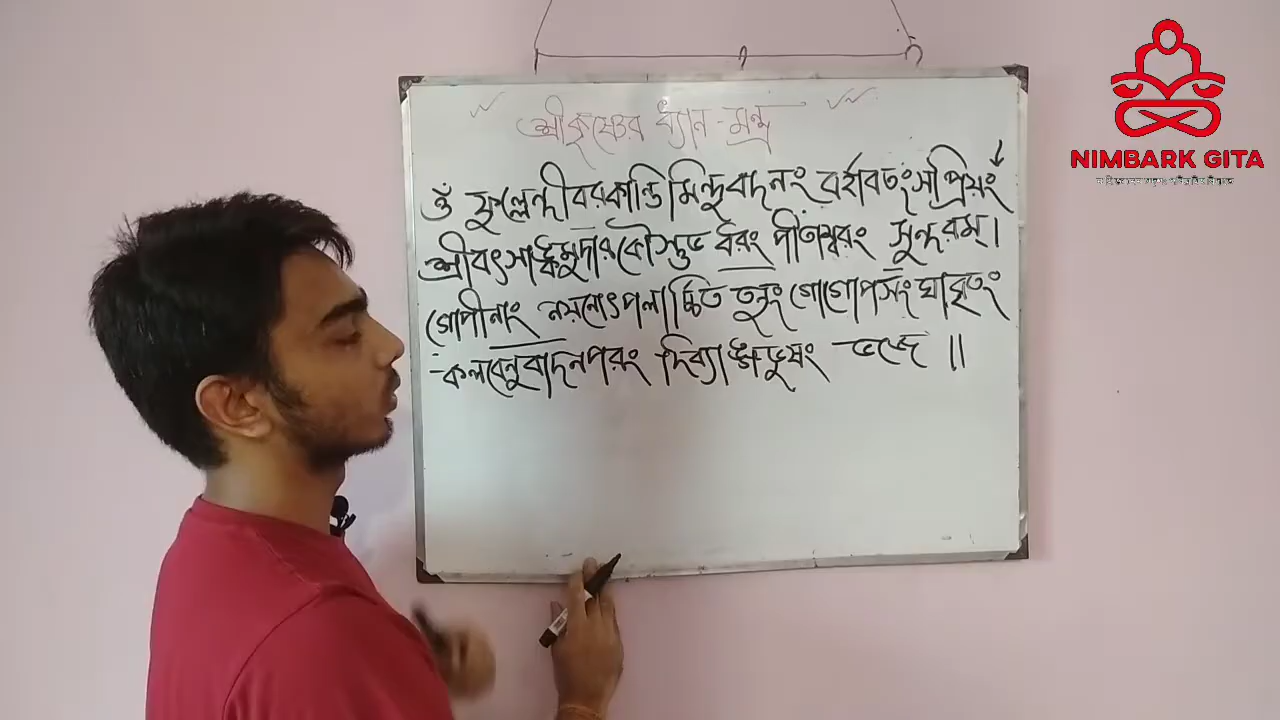 শ্রীকৃষ্ণের ধ্যান-মন্ত্র
ওঁ ফুল্লেন্দীবরকান্তিমিন্দুবদনং বর্হাবতংসপ্রিয়ং
শ্রীবৎসাঙ্কমুদারকৌস্তুভ ধরং পীতাম্বরং সুন্দরম্।
গোপীনাং নয়নোৎপলার্চ্চিত তনুং গোগোপসংঘাবৃতং
কলবেনুবাদনপরং দিব্যাঙ্গভূষং ভজে ॥
NIMBARK GITA